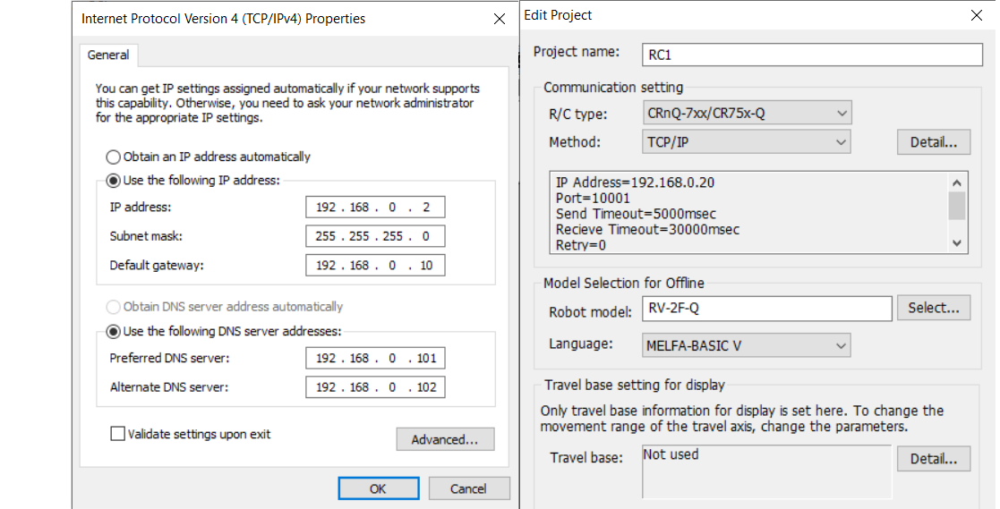 Internet Protocol Version 4 (TCP/IPv4) Properties
General
You can get IP settings assigned automatically if your network supports
this capability. Otherwise, you need to ask your network administrator
for the appropriate IP settings.
Obtain an IP address automatically
Use the following IP address:
IP address: 192 . 168 . 0 . 2
Subnet mask: 255 . 255 . 255 . 0
Default gateway: 192 . 168 . 0 . 10
Obtain DNS server address automatically
Use the following DNS server addresses:
Preferred DNS server: 192 . 168 . 0 . 101
Alternate DNS server: 192 . 168 . 0 . 102
Validate settings upon exit
Advanced...
OK Cancel
Edit Project
Project name: RC1
Communication setting
R/C type: CRnQ-7xx/CR75x-Q
Method: TCP/IP Detail...
IP Address=192.168.0.20
Port=10001
Send Timeout=5000msec
Recieve Timeout=30000msec
Retry=0
Model Selection for Offline
Robot model: RV-2F-Q Select...
Language: MELFA-BASIC V
Travel base setting for display
Only travel base information for display is set here. To change the
movement range of the travel axis, change the parameters.
Travel base: Not used Detail...